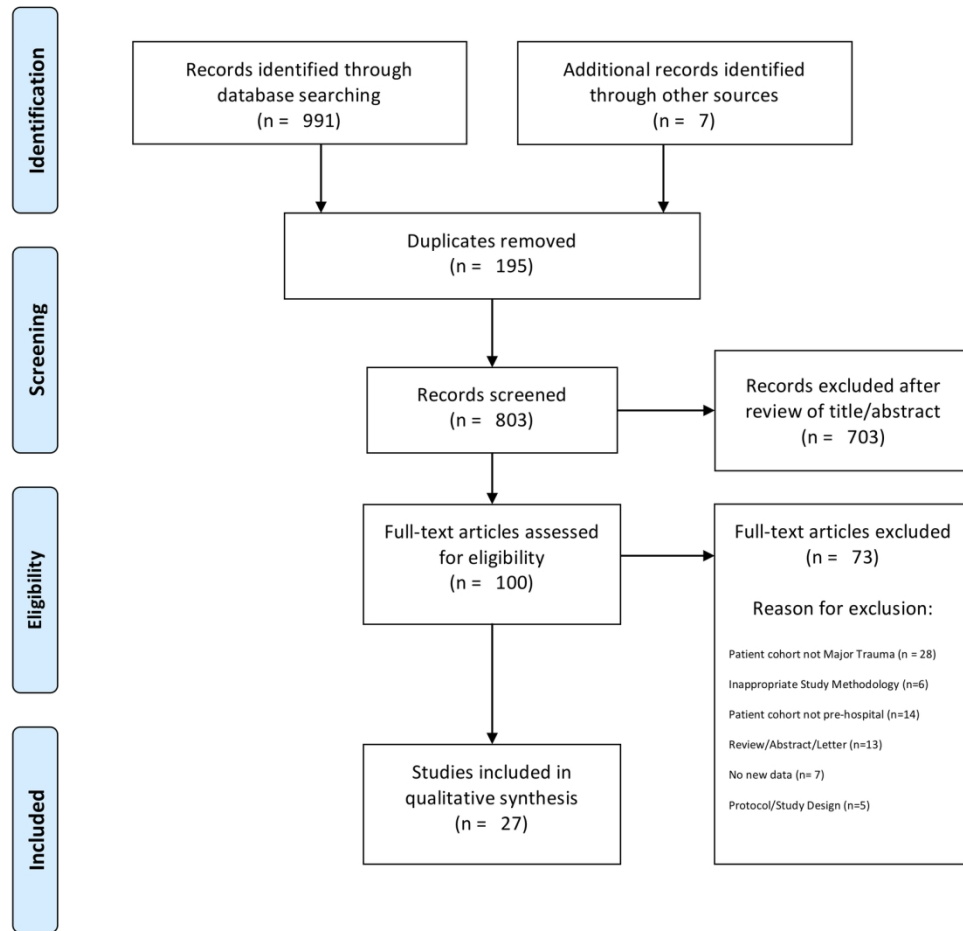 Identification
Records identified through
database searching
(n = 991)
Additional records identified
through other sources
(n = 7)
Duplicates removed
(n = 195)
Screening
Records screened
(n = 803)
Records excluded after
review of title/abstract
(n = 703)
Eligibility
Full-text articles assessed
for eligibility
(n = 100)
Full-text articles excluded
(n = 73)
Reason for exclusion:
Patient cohort not Major Trauma (n = 28)
Inappropriate Study Methodology (n=6)
Patient cohort not pre-hospital (n=14)
Review/Abstract/Letter (n=13)
No new data (n= 7)
Protocol/Study Design (n=5)
Included
Studies included in
qualitative synthesis
(n = 27)